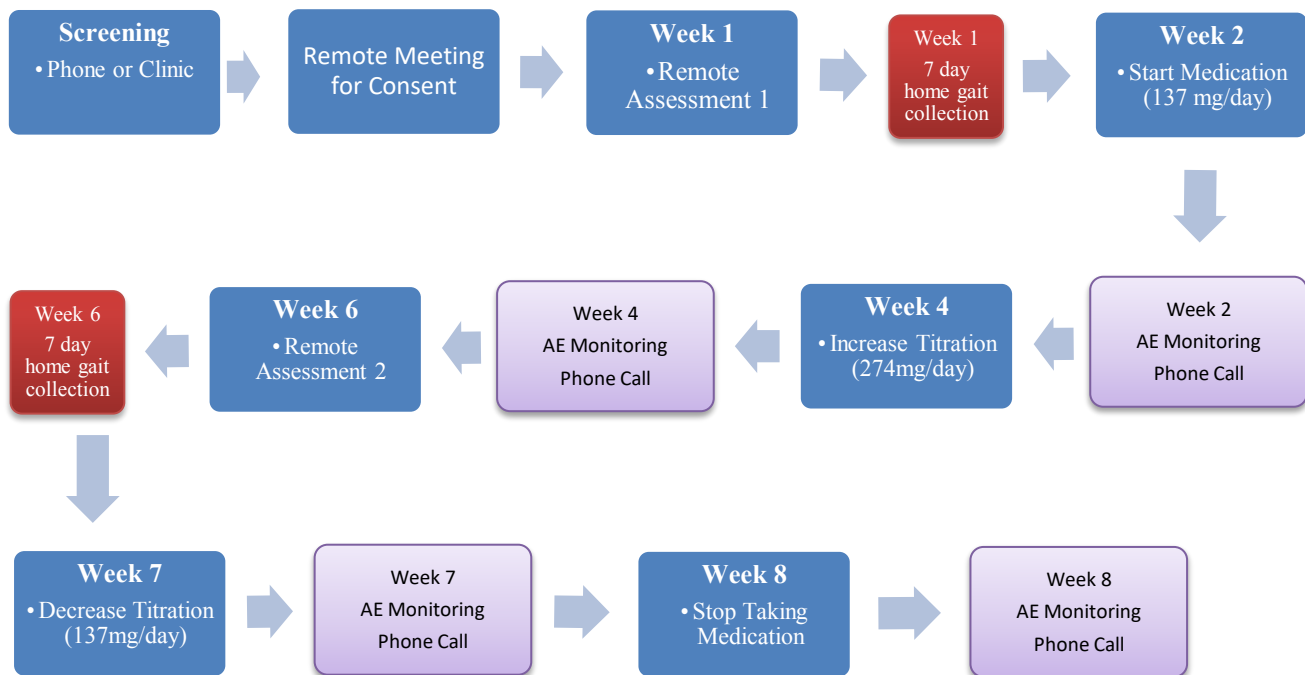 Screening
• Phone or Clinic
Remote Meeting
for Consent
Week 1
• Remote
Assessment 1
Week 1
7 day
home gait
collection
Week 2
• Start Medication
(137 mg/day)
Week 2
AE Monitoring
Phone Call
Week 4
• Increase Titration
(274mg/day)
Week 4
AE Monitoring
Phone Call
Week 6
• Remote
Assessment 2
Week 6
7 day
home gait
collection
Week 7
• Decrease Titration
(137mg/day)
Week 7
AE Monitoring
Phone Call
Week 8
• Stop Taking
Medication
Week 8
AE Monitoring
Phone Call